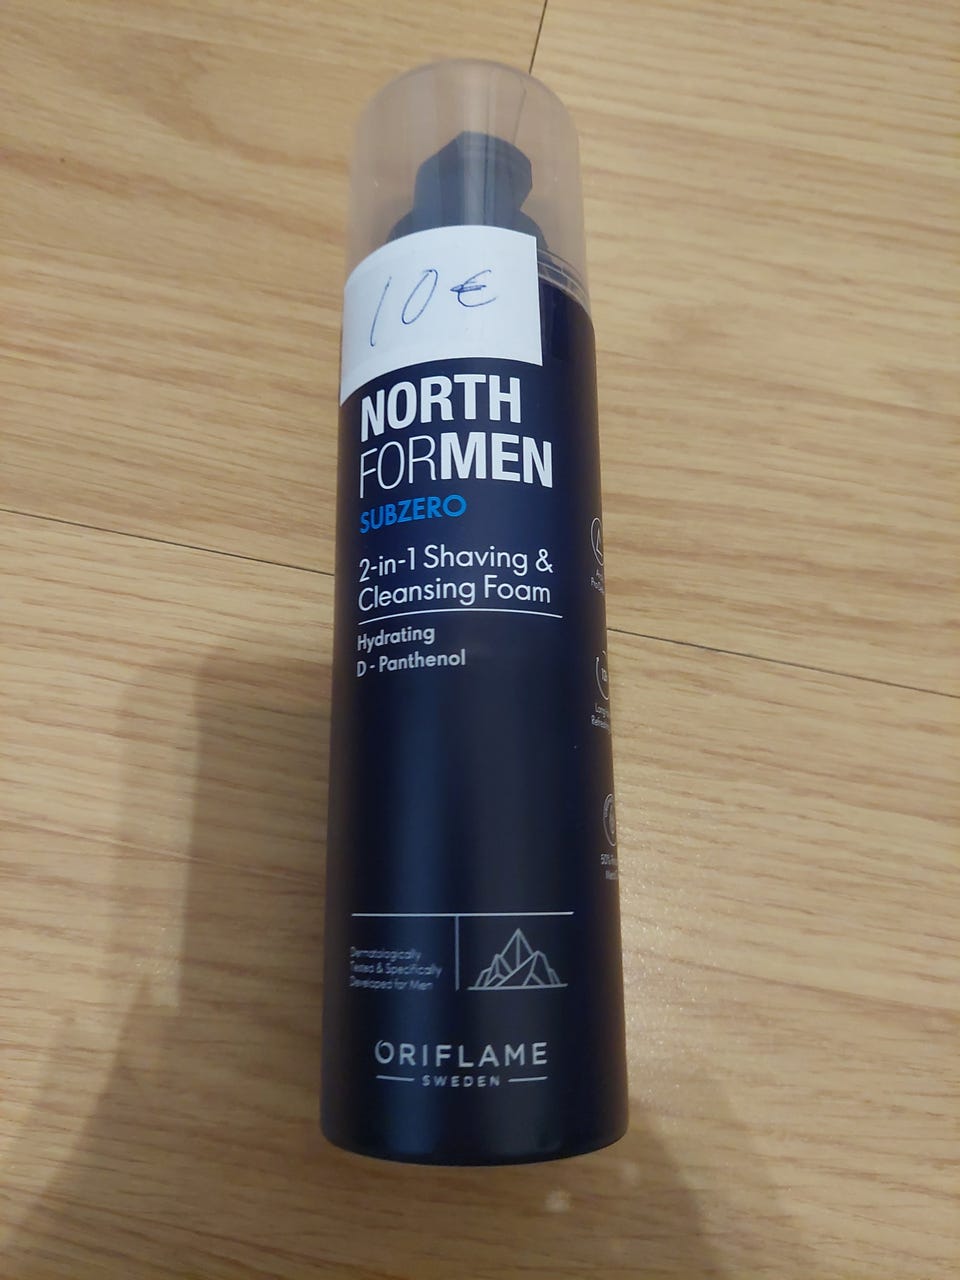 10€
NORTH
FORMEN
SUBZERO
2-in-1 Shaving &
Cleansing Foam
Hydrating
D - Panthenol
Dermatologically
Tested & Specifically
Developed for Men
ORIFLAME
SWEDEN